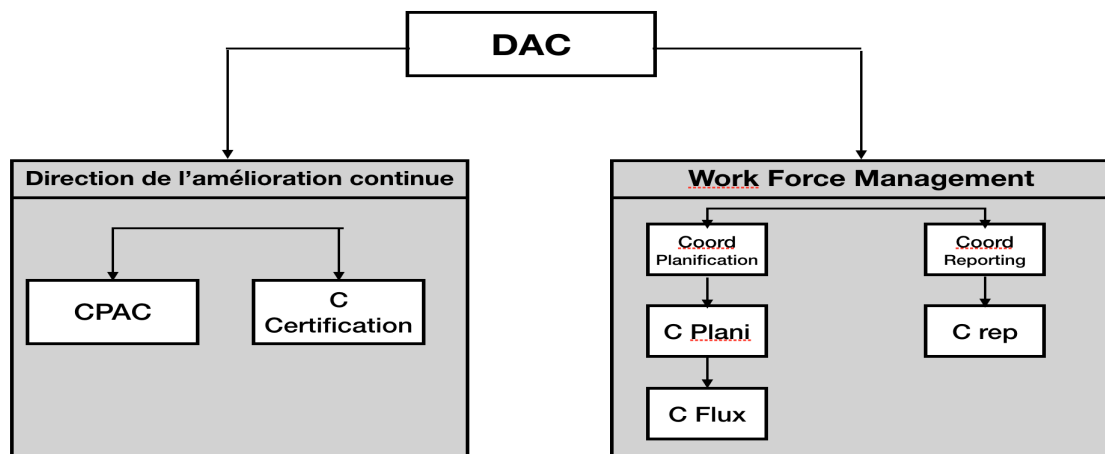 DAC
Direction de l'amélioration continue
CPAC
C
Certification
Work Force Management
Coord
Planification
C Plani
C Flux
Coord
Reporting
C rep